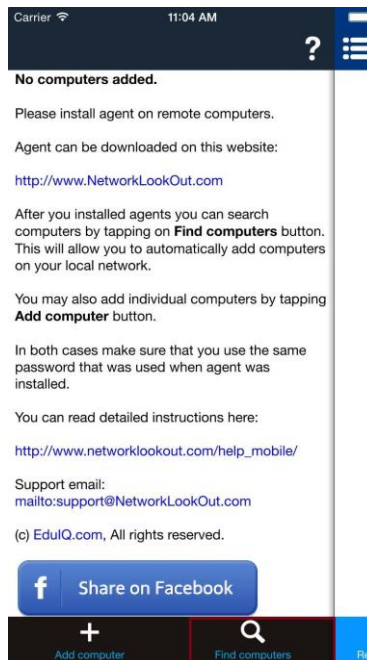 Carrier 11:04 AM
?
No computers added.
Please install agent on remote computers.
Agent can be downloaded on this website:
http://www.NetworkLookOut.com
After you installed agents you can search
computers by tapping on Find computers button.
This will allow you to automatically add computers
on your local network.
You may also add individual computers by tapping
Add computer button.
In both cases make sure that you use the same
password that was used when agent was
installed.
You can read detailed instructions here:
http://www.networklookout.com/help_mobile/
Support email:
mailto:support@NetworkLookOut.com
(c) EduIQ.com, All rights reserved.
f Share on Facebook
Add computer Find computers